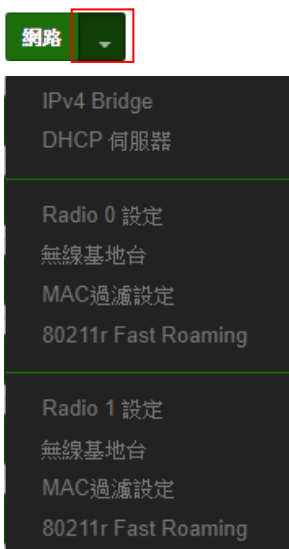 網路
IPv4 Bridge
DHCP 伺服器
Radio 0 設定
無線基地台
MAC過濾設定
80211r Fast Roaming
Radio 1 設定
無線基地台
MAC過濾設定
80211r Fast Roaming